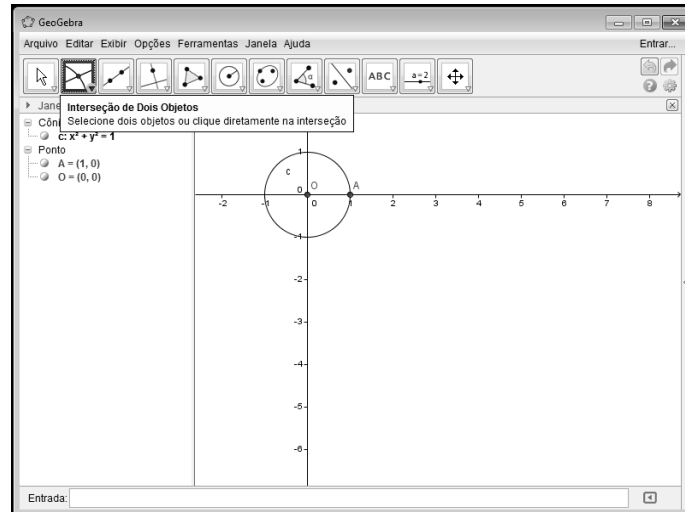 GeoGebra
Arquivo Editar Exibir Opções Ferramentas Janela Ajuda
Entrar...
α
ABC
a=2
Jane
Interseção de Dois Objetos
Selecione dois objetos ou clique diretamente na interseção
Côni
c: x² + y² = 1
Ponto
A = (1, 0)
O = (0, 0)
1
c
0 O A
-2 -1 0 1 2 3 4 5 6 7 8
-1
-2
-3
-4
-5
-6
Entrada: